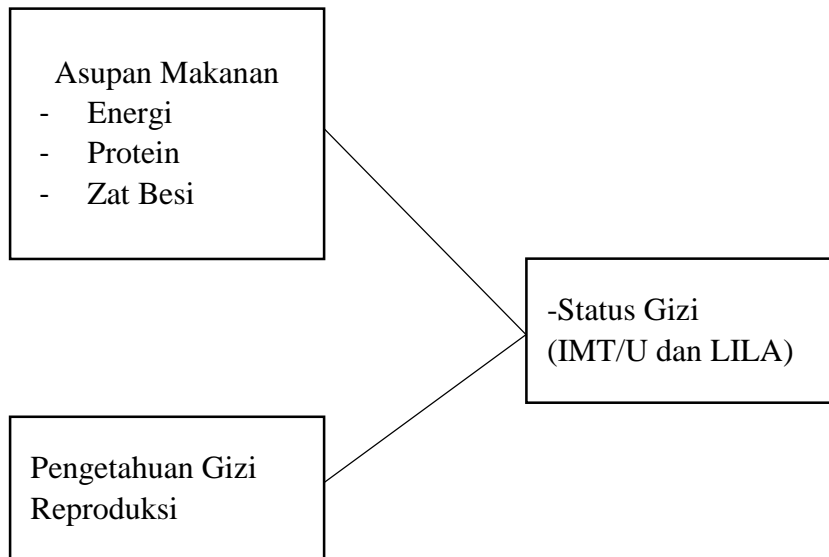 Asupan Makanan
- Energi
- Protein
- Zat Besi
-Status Gizi
(IMT/U dan LILA)
Pengetahuan Gizi
Reproduksi